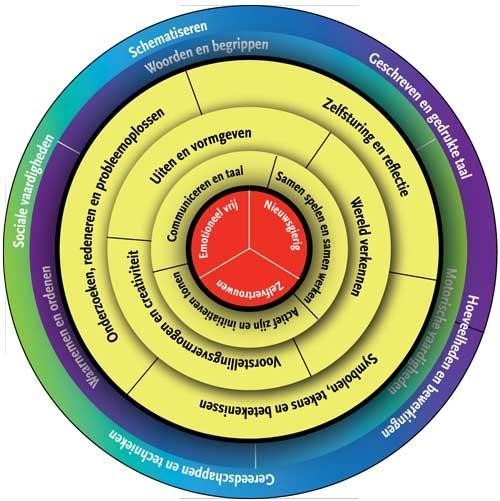 Schematiseren
Geschreven en gedrukte taal
Hoeveelheden en bewerkingen
Gereedschappen en technieken
Sociale vaardigheden
Woorden en begrippen
Motorische vaardigheden
Waarnemen en ordenen
Onderzoeken, redeneren en probleemoplossen
Zelfsturing en reflectie
Symbolen, tekens en betekenissen
Uiten en vormgeven
Wereld verkennen
Voorstellingsvermogen en creativiteit
Communiceren en taal
Samen spelen en samen werken
Actief zijn en initiatieven tonen
Emotioneel vrij
Nieuwsgierig
Zelfvertrouwen